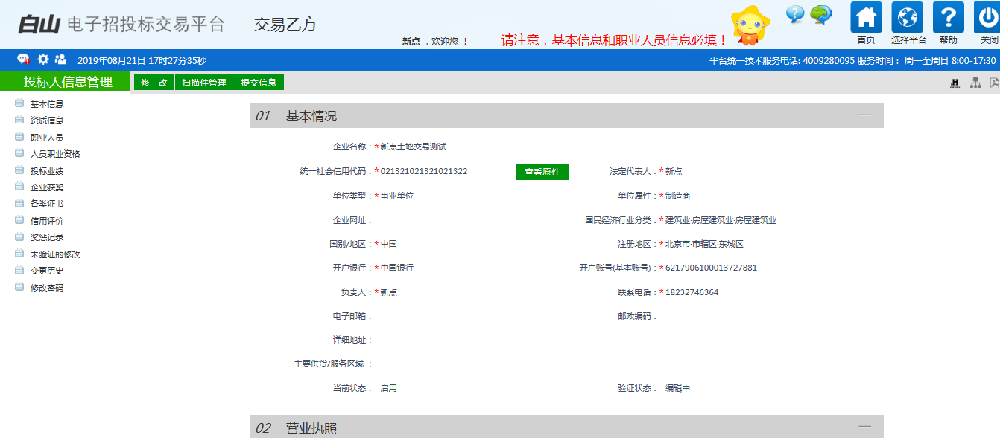 白山 电子招投标交易平台 交易乙方
新点 ，欢迎您 ！ 请注意，基本信息和职业人员信息必填！
首页 选择平台 帮助 关闭
2019年08月21日 17时27分35秒 平台统一技术服务电话: 4009280095 服务时间： 周一至周日 8:00-17:30
投标人信息管理 修 改 扫描件管理 提交信息
基本信息
资质信息
职业人员
人员职业资格
投标业绩
企业获奖
各类证书
信用评价
奖惩记录
未验证的修改
变更历史
修改密码
01 基本情况
企业名称：*新点土地交易测试
统一社会信用代码：*021321021321021322 查看原件 法定代表人：*新点
单位类型：*事业单位 单位属性：*制造商
企业网址： 国民经济行业分类：*建筑业·房屋建筑业·房屋建筑业
国别/地区：*中国 注册地区：*北京市·市辖区·东城区
开户银行：*中国银行 开户账号(基本账号)：*6217906100013727881
负责人：*新点 联系电话：*18232746364
电子邮箱： 邮政编码：
详细地址：
主要供货/服务区域 ：
当前状态： 启用 验证状态： 编辑中
02 营业执照